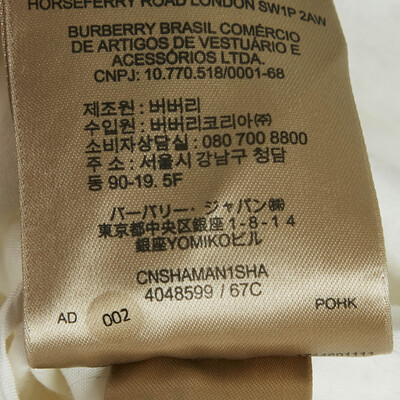 HORSEFERRY ROAD LONDON SW1P 2AW
BURBERRY BRASIL COMÉRCIO
DE ARTIGOS DE VESTUÁRIO E
ACESSÓRIOS LTDA.
CNPJ: 10.770.518/0001-68
제조원 : 버버리
수입원 : 버버리코리아㈜
소비자상담실 : 080 700 8800
주소 : 서울시 강남구 청담
동 90-19. 5F
バーバリー・ジャパン㈱
東京都中央区銀座1-8-14
銀座YOMIKOビル
CNSHAMAN1SHA
4048599 / 67C
AD 002 POHK